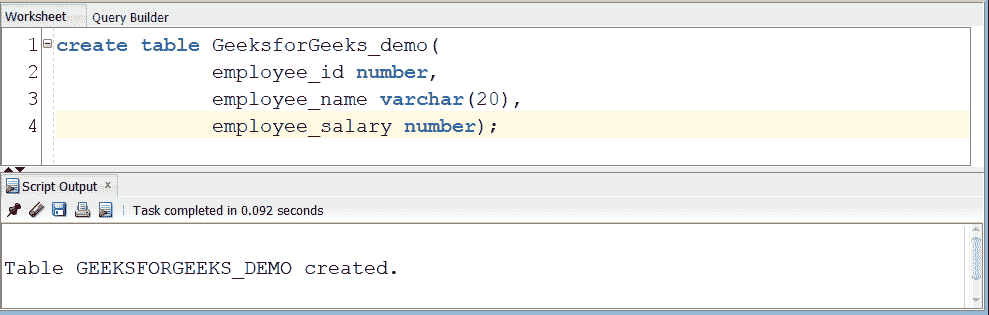 Worksheet Query Builder
1 create table GeeksforGeeks_demo(
2 employee_id number,
3 employee_name varchar(20),
4 employee_salary number);
Script Output ×
Task completed in 0.092 seconds
Table GEEKSFORGEEKS_DEMO created.